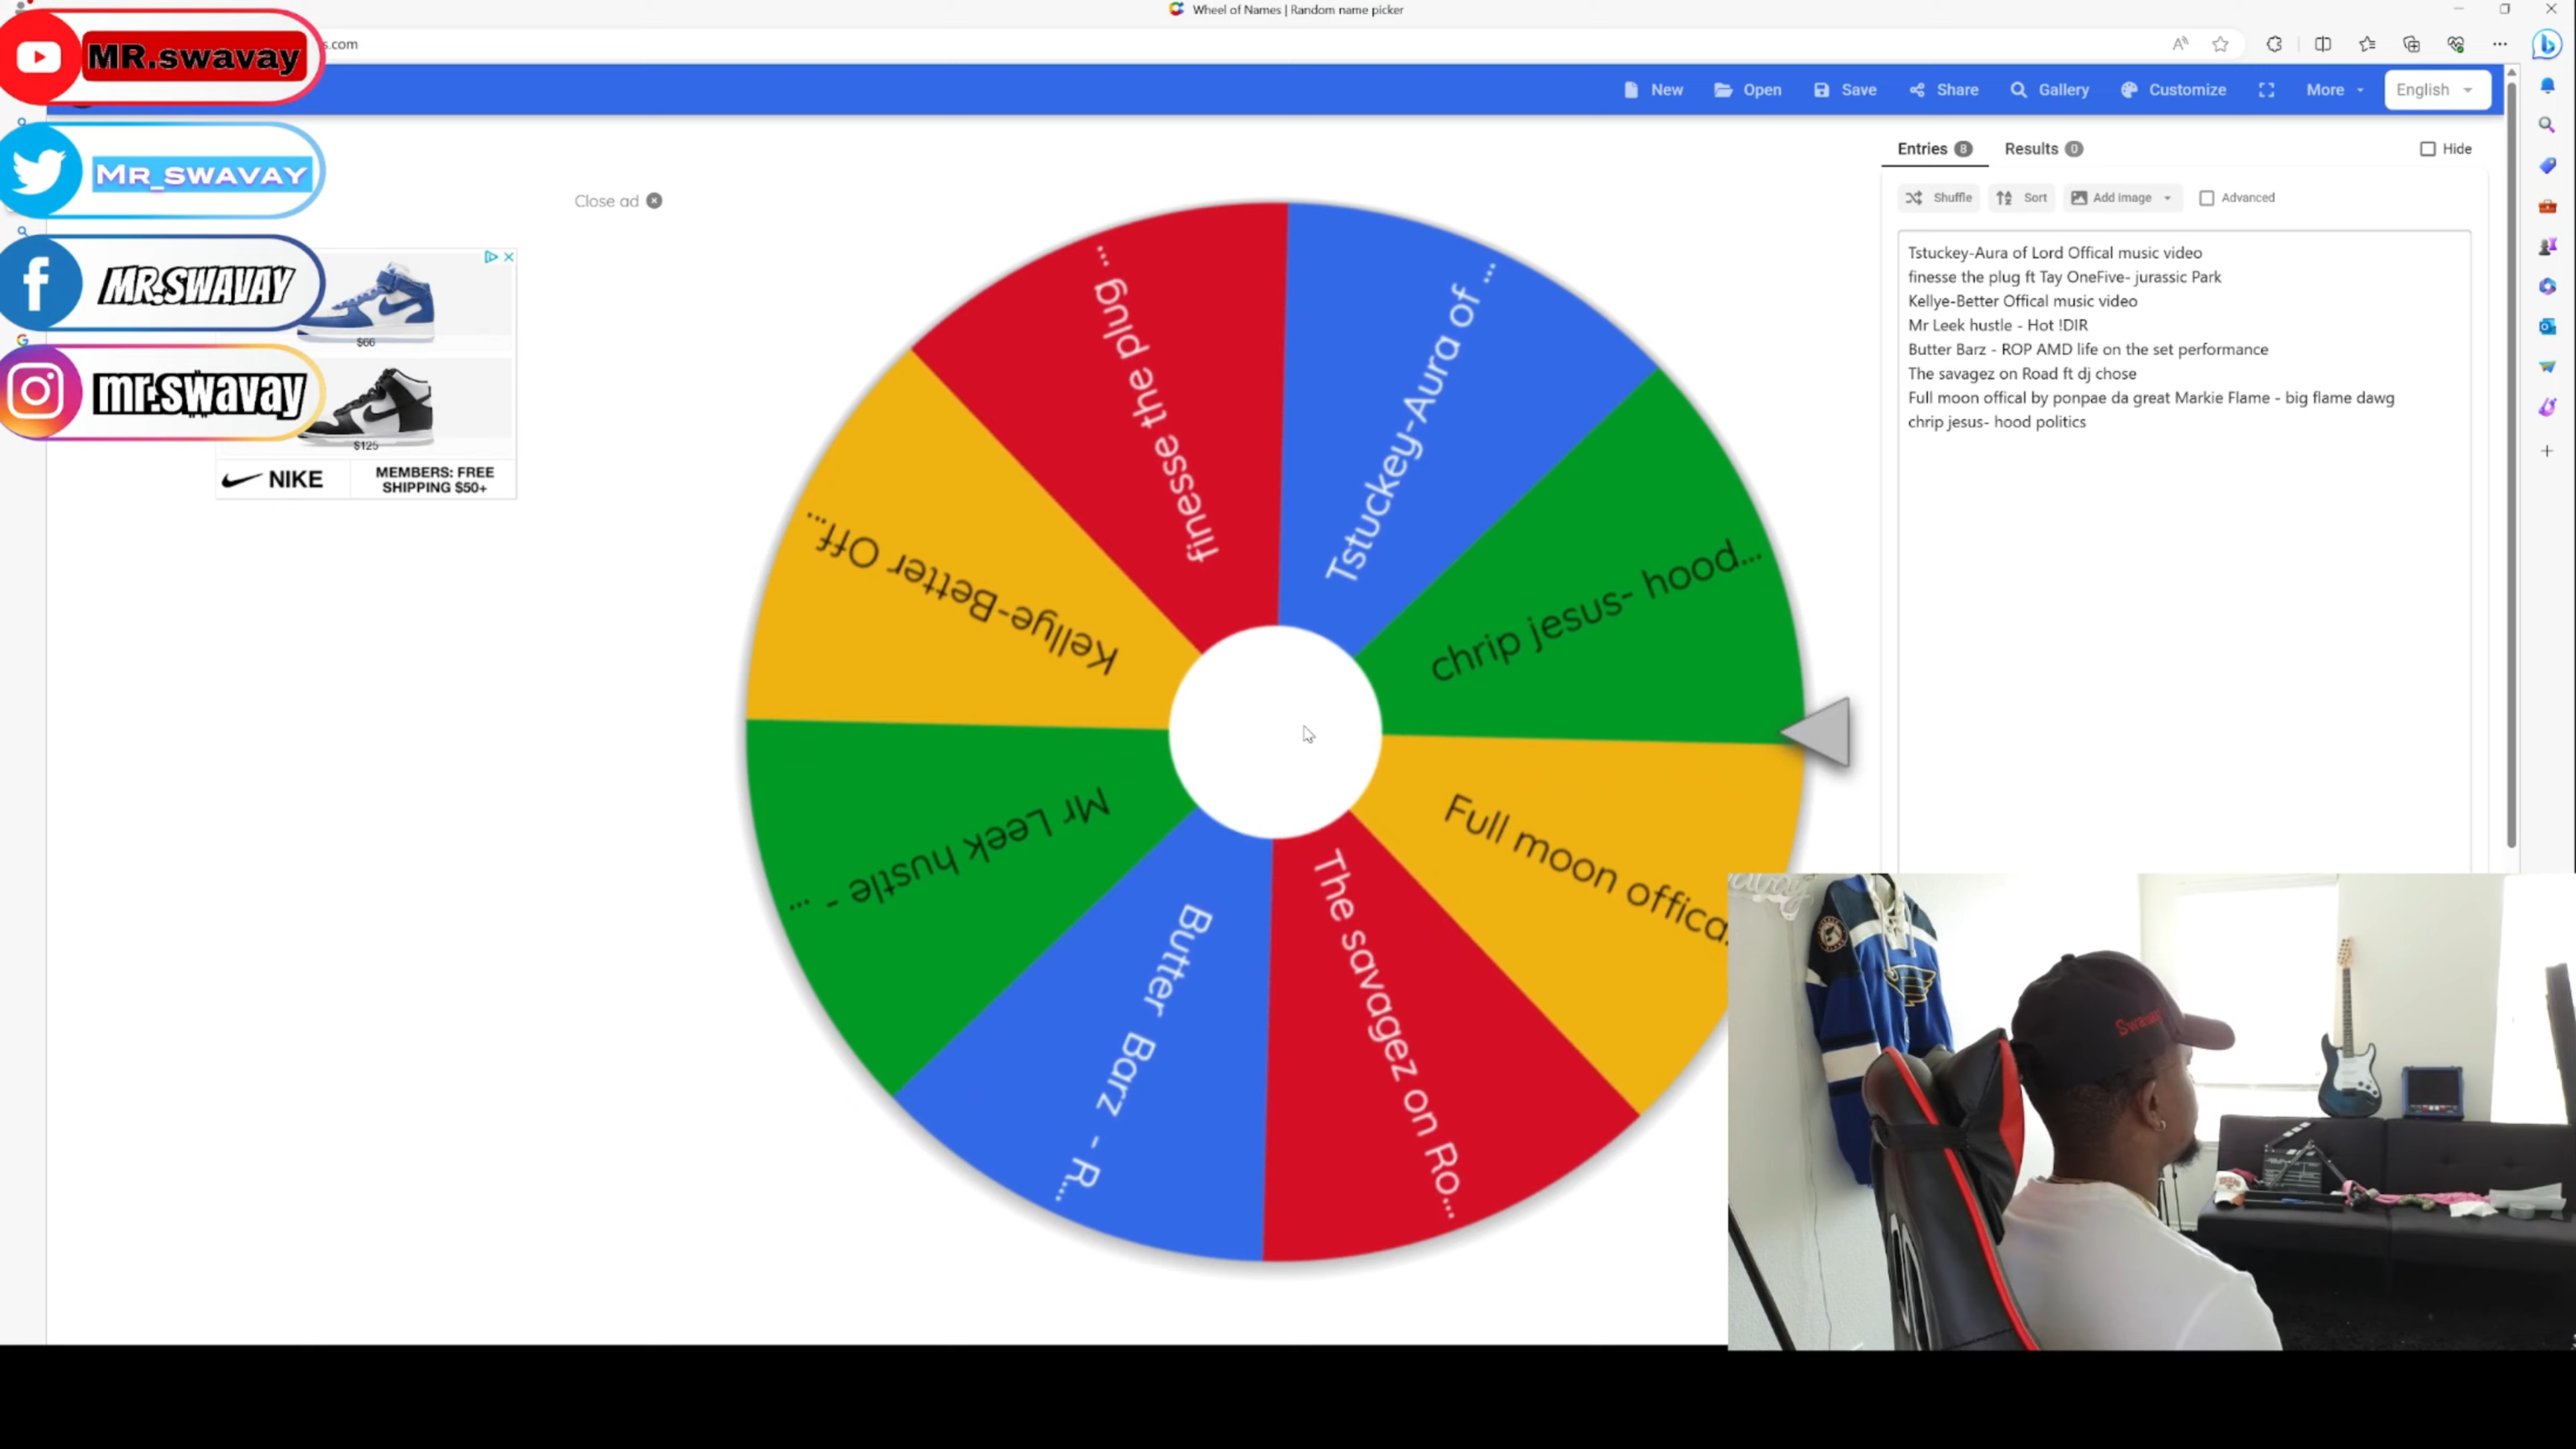 Wheel of Names | Random name picker
s.com
MR.swavay
MR_SWAVAY
MR.SWAVAY
mr.swavay
New
Open
Save
Share
Gallery
Customize
More
English
Close ad
$66
$125
NIKE
MEMBERS: FREE
SHIPPING $50+
finesse the plug ...
Tstuckey-Aura of ...
chrip jesus- hood...
Full moon offica
The savagez on Ro...
Butter Barz - R...
Mr Leek hustle - ...
Kellye-Better Off...
Entries 8
Results 0
Hide
Shuffle
Sort
Add image
Advanced
Tstuckey-Aura of Lord Offical music video
finesse the plug ft Tay OneFive- jurassic Park
Kellye-Better Offical music video
Mr Leek hustle - Hot !DIR
Butter Barz - ROP AMD life on the set performance
The savagez on Road ft dj chose
Full moon offical by ponpae da great Markie Flame - big flame dawg
chrip jesus- hood politics
Swavay